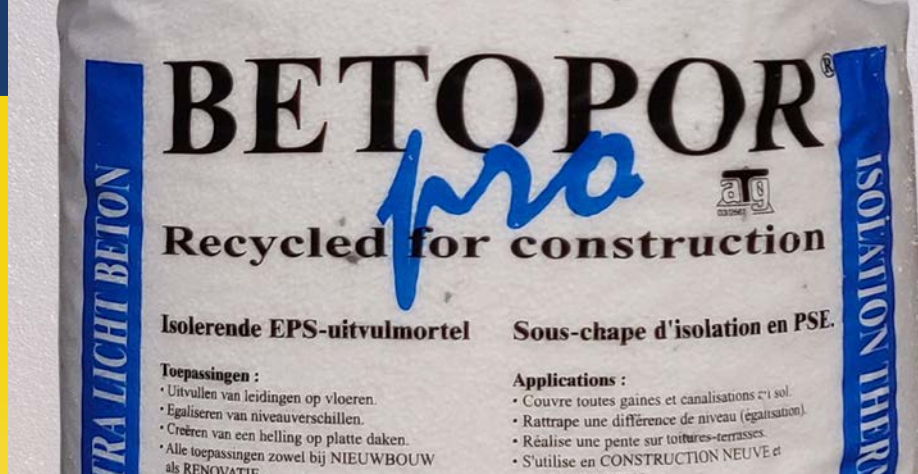 BETOPOR®
pro
atg
Recycled for construction
Isolerende EPS-uitvulmortel
Toepassingen :
• Uitvullen van leidingen op vloeren.
• Egaliseren van niveauverschillen.
• Creëren van een helling op platte daken.
• Alle toepassingen zowel bij NIEUWBOUW
als RENOVATIE
Sous-chape d'isolation en PSE.
Applications :
• Couvre toutes gaines et canalisations sol.
• Rattrape une différence de niveau (égalisation).
• Réalise une pente sur toitures-terrasses.
• S'utilise en CONSTRUCTION NEUVE et
TRA LICHT BETON
ISOLATION THER